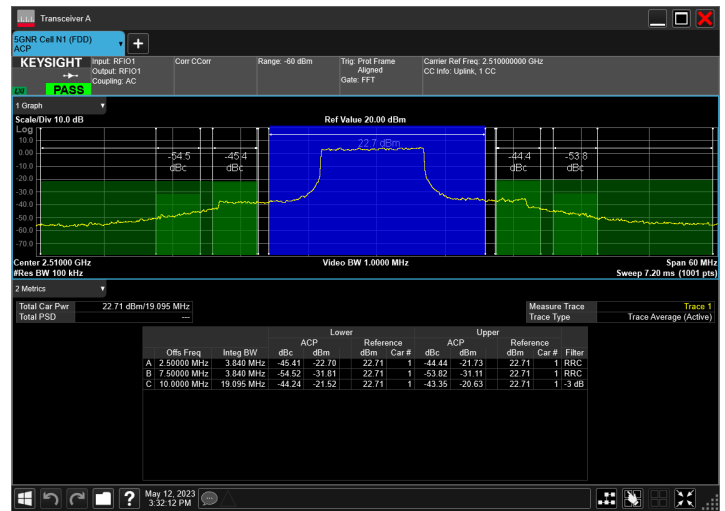 Transceiver A
5GNR Cell N1 (FDD)
ACP
KEYSIGHT
LXI
PASS
Input: RFIO1
Output: RFIO1
Coupling: AC
Corr CCorr
Range: -60 dBm
Trig: Prot Frame
Aligned
Gate: FFT
Carrier Ref Freq: 2.510000000 GHz
CC Info: Uplink, 1 CC
1 Graph
Scale/Div 10.0 dB
Ref Value 20.00 dBm
Log
10.0
0.00
-10.0
-20.0
-30.0
-40.0
-50.0
-60.0
-70.0
-54.5
dBc
-45.4
dBc
22.7 dBm
-44.4
dBc
-53.8
dBc
Center 2.51000 GHz
Video BW 1.0000 MHz
Span 60 MHz
#Res BW 100 kHz
Sweep 7.20 ms (1001 pts)
2 Metrics
Total Car Pwr 22.71 dBm/19.095 MHz
Total PSD ---
Measure Trace Trace 1
Trace Type Trace Average (Active)
Lower Upper
ACP Reference ACP Reference
Offs Freq Integ BW dBc dBm dBm Car # dBc dBm dBm Car # Filter
A 2.50000 MHz 3.840 MHz -45.41 -22.70 22.71 1 -44.44 -21.73 22.71 1 RRC
B 7.50000 MHz 3.840 MHz -54.52 -31.81 22.71 1 -53.82 -31.11 22.71 1 RRC
C 10.0000 MHz 19.095 MHz -44.24 -21.52 22.71 1 -43.35 -20.63 22.71 1 -3 dB
May 12, 2023
3:32:12 PM